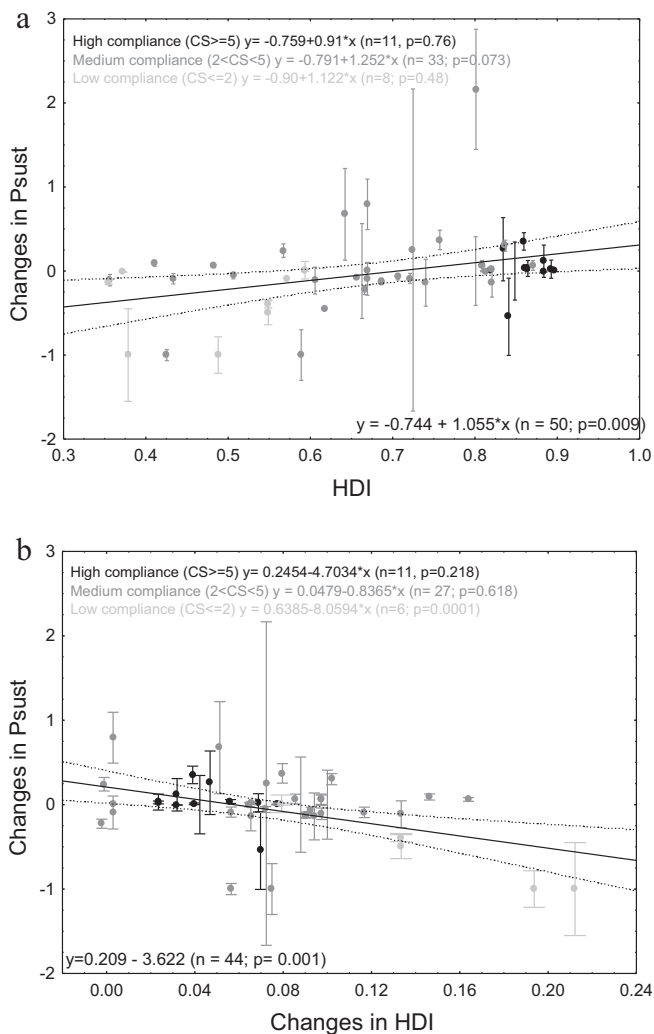 a
3
High compliance (CS>=5) y= -0.759+0.91*x (n=11, p=0.76)
Medium compliance (2<CS<5) y = -0.791+1.252*x (n= 33; p=0.073)
Low compliance (CS<=2) y= -0.90+1.122*x (n=8; p=0.48)
2
Changes in Psust
1
0
-1
y = -0.744 + 1.055*x (n = 50; p=0.009)
-2
0.3 0.4 0.5 0.6 0.7 0.8 0.9 1.0
HDI
b
3
High compliance (CS>=5) y= 0.2454-4.7034*x (n=11, p=0.218)
Medium compliance (2<CS<5) y = 0.0479-0.8365*x (n= 27; p=0.618)
Low compliance (CS<=2) y = 0.6385-8.0594*x (n=6; p=0.0001)
2
Changes in Psust
1
0
-1
y=0.209 - 3.622 (n = 44; p= 0.001)
-2
0.00 0.04 0.08 0.12 0.16 0.20 0.24
Changes in HDI